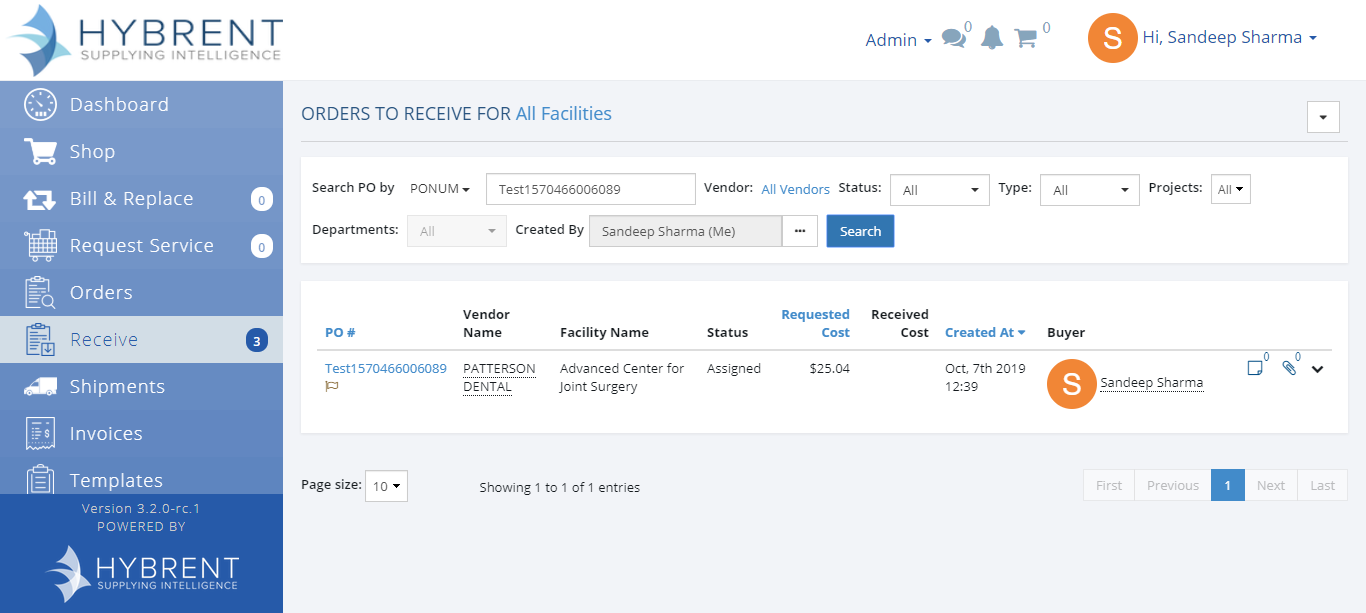 HYBRENT
SUPPLYING INTELLIGENCE
Admin 0 0 S Hi, Sandeep Sharma
Dashboard
Shop
Bill & Replace 0
Request Service 0
Orders
Receive 3
Shipments
Invoices
Templates
Version 3.2.0-rc.1
POWERED BY
HYBRENT
SUPPLYING INTELLIGENCE
ORDERS TO RECEIVE FOR All Facilities
Search PO by PONUM Test1570466006089 Vendor: All Vendors Status: All Type: All Projects: All
Departments: All Created By Sandeep Sharma (Me) ... Search
PO # Vendor Name Facility Name Status Requested Cost Received Cost Created At Buyer
Test1570466006089 PATTERSON Advanced Center for Assigned $25.04 Oct, 7th 2019 S Sandeep Sharma 0 0
DENTAL Joint Surgery 12:39
Page size: 10 Showing 1 to 1 of 1 entries First Previous 1 Next Last